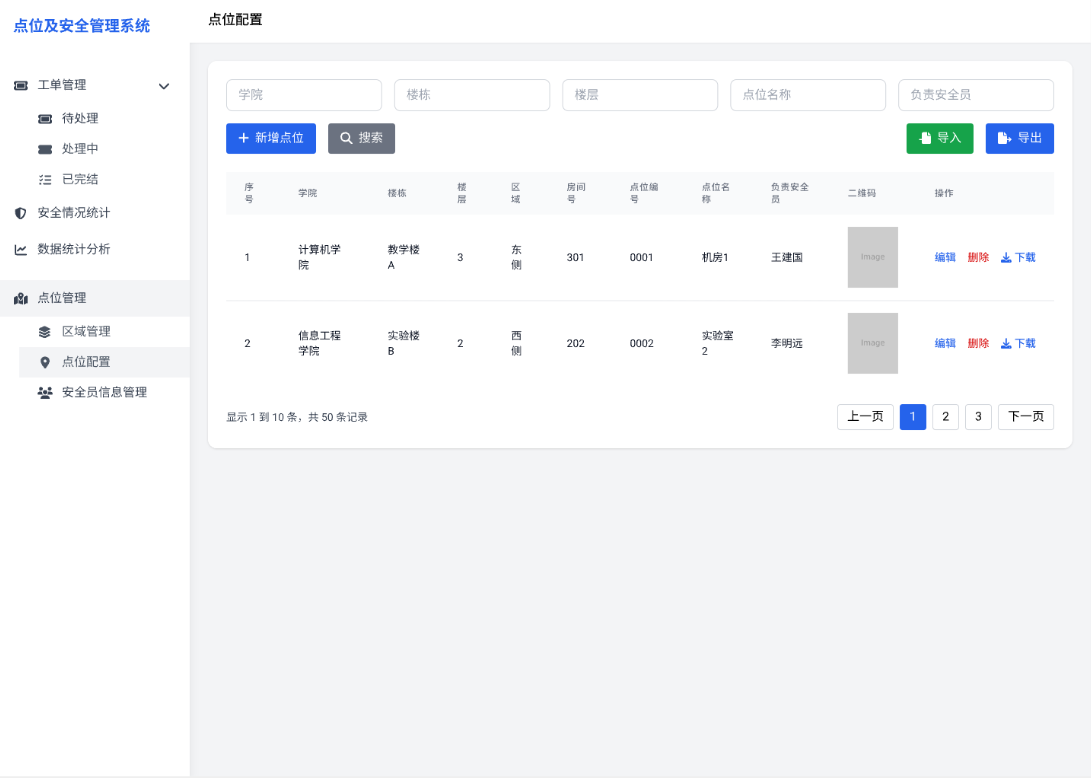 点位及安全管理系统
点位配置
工单管理
待处理
处理中
已完结
安全情况统计
数据统计分析
点位管理
区域管理
点位配置
安全员信息管理
学院 楼栋 楼层 点位名称 负责安全员
新增点位 搜索 导入 导出
序号 学院 楼栋 楼层 区域 房间号 点位编号 点位名称 负责安全员 二维码 操作
1 计算机学院 教学楼A 3 东侧 301 0001 机房1 王建国 Image 编辑 删除 下载
2 信息工程学院 实验楼B 2 西侧 202 0002 实验室2 李明远 Image 编辑 删除 下载
显示 1 到 10 条，共 50 条记录 上一页 1 2 3 下一页